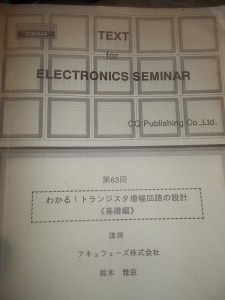 TEXT
for
ELECTRONICS SEMINAR
CQ Publishing Co.,Ltd.
第63回
わかる!トランジスタ増幅回路の設計
《基礎編》
講師
アキュフェーズ株式会社
鈴木 雅臣